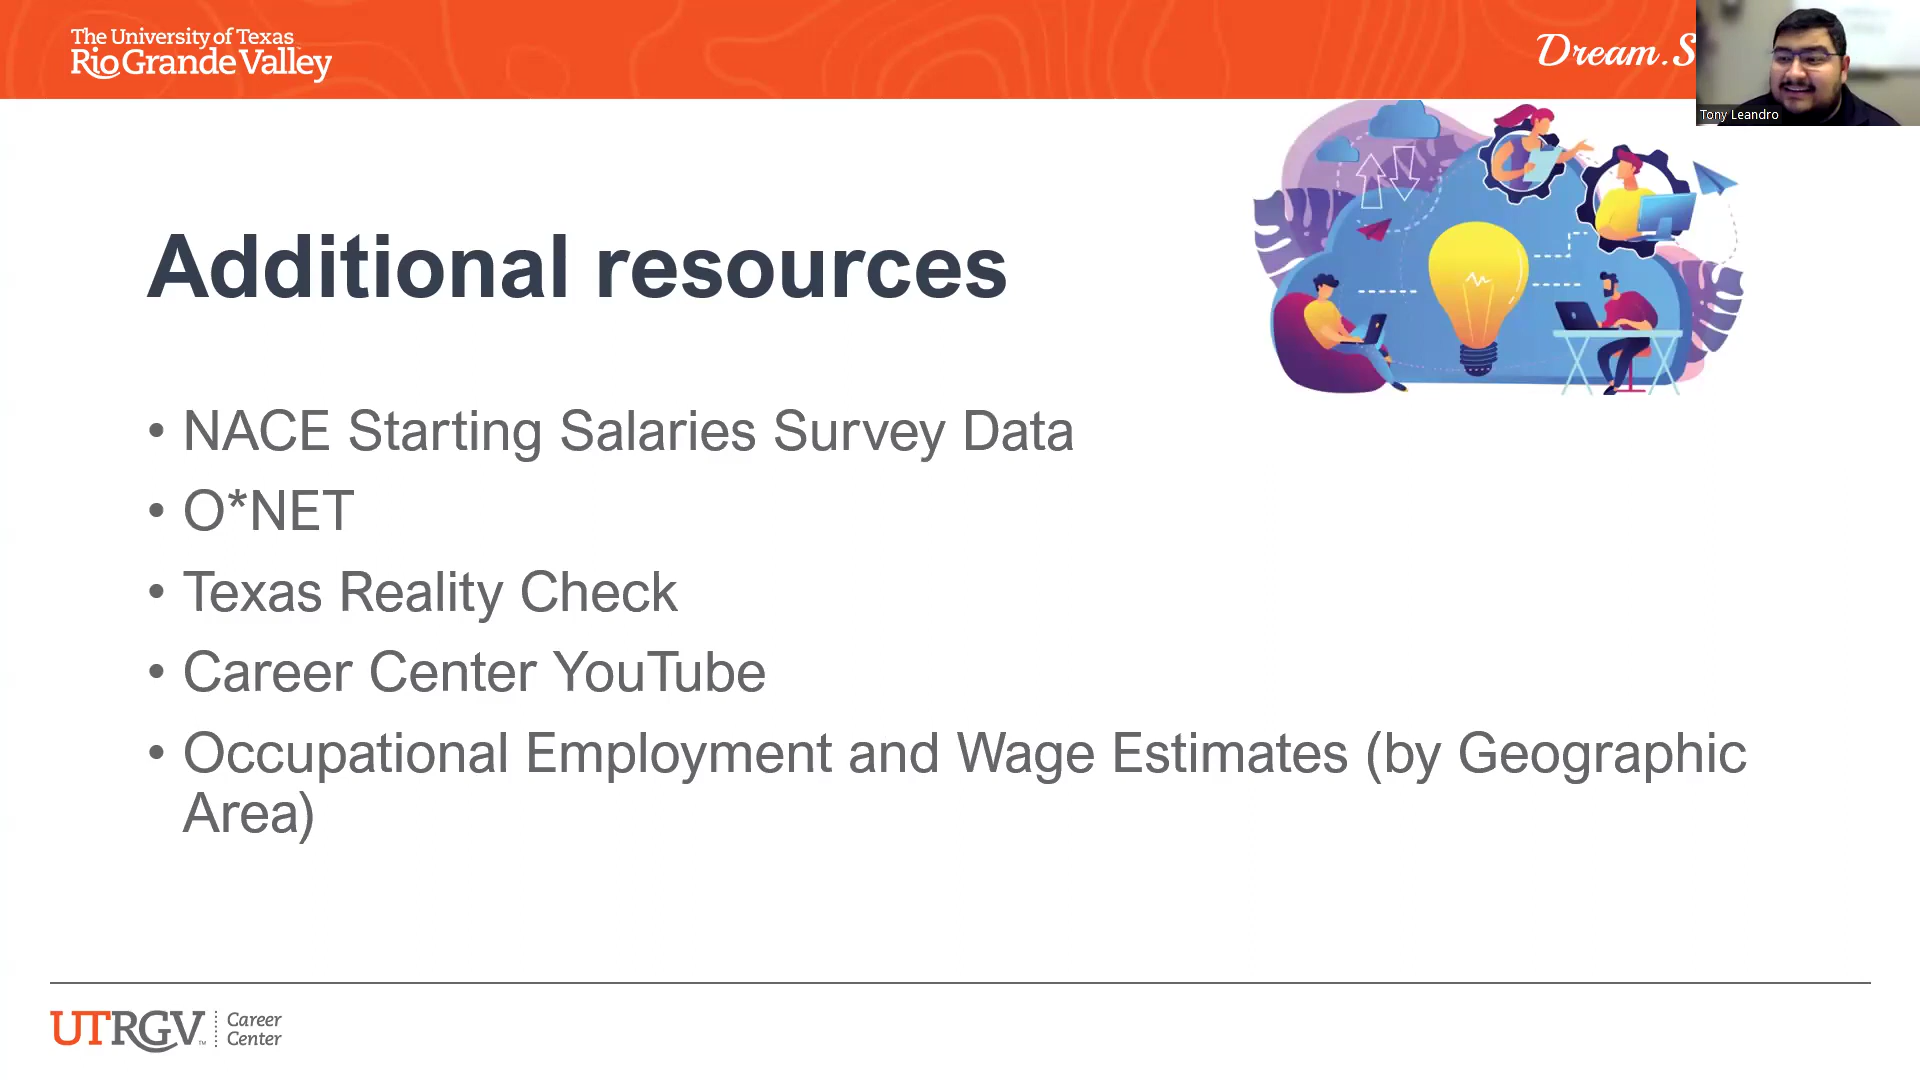 The University of Texas
Rio Grande Valley
Dream.S
Tony Leandro
Additional resources
• NACE Starting Salaries Survey Data
• O*NET
• Texas Reality Check
• Career Center YouTube
• Occupational Employment and Wage Estimates (by Geographic
Area)
UTRGV™ Career
Center